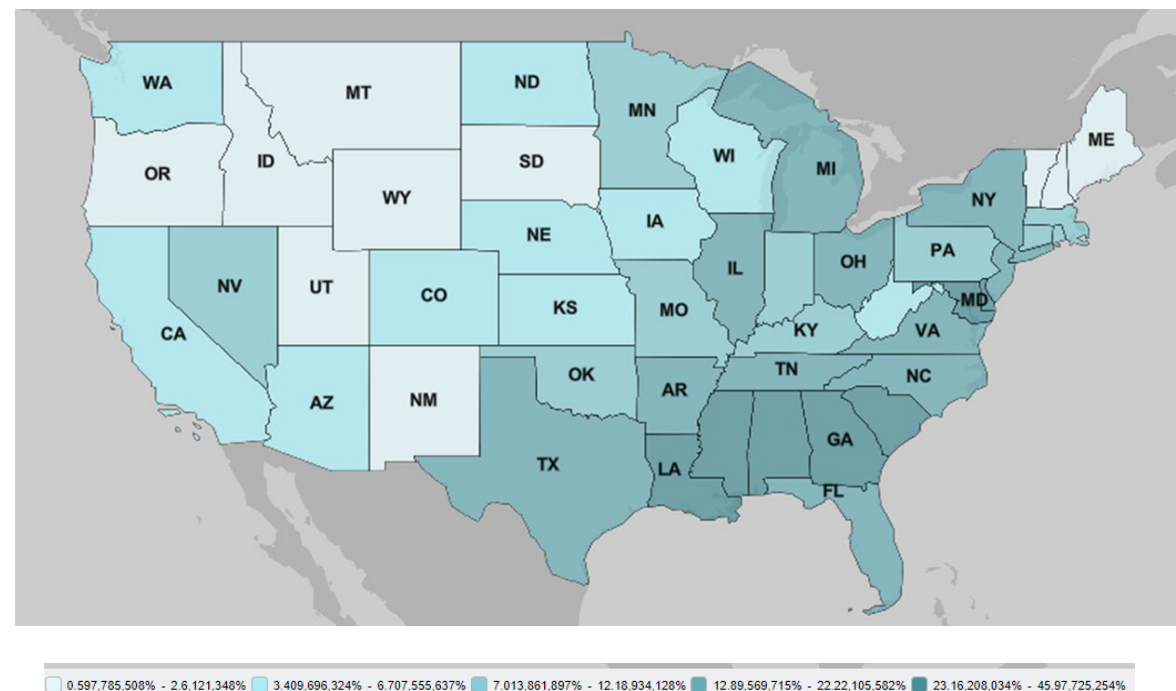 WA
ND
MT
MN
ME
OR
ID
SD
WI
MI
WY
NY
IA
NE
PA
NV
UT
CO
IL
OH
KS
MO
MD
CA
KY
VA
TN
OK
NC
AZ
NM
AR
GA
TX
LA
FL
0.597,785,508% - 2.6,121,348% 3.409,696,324% - 6.707,555,637% 7.013,861,897% - 12.18,934,128% 12.89,569,715% - 22.22,105,582% 23.16,208,034% - 45.97,725,254%